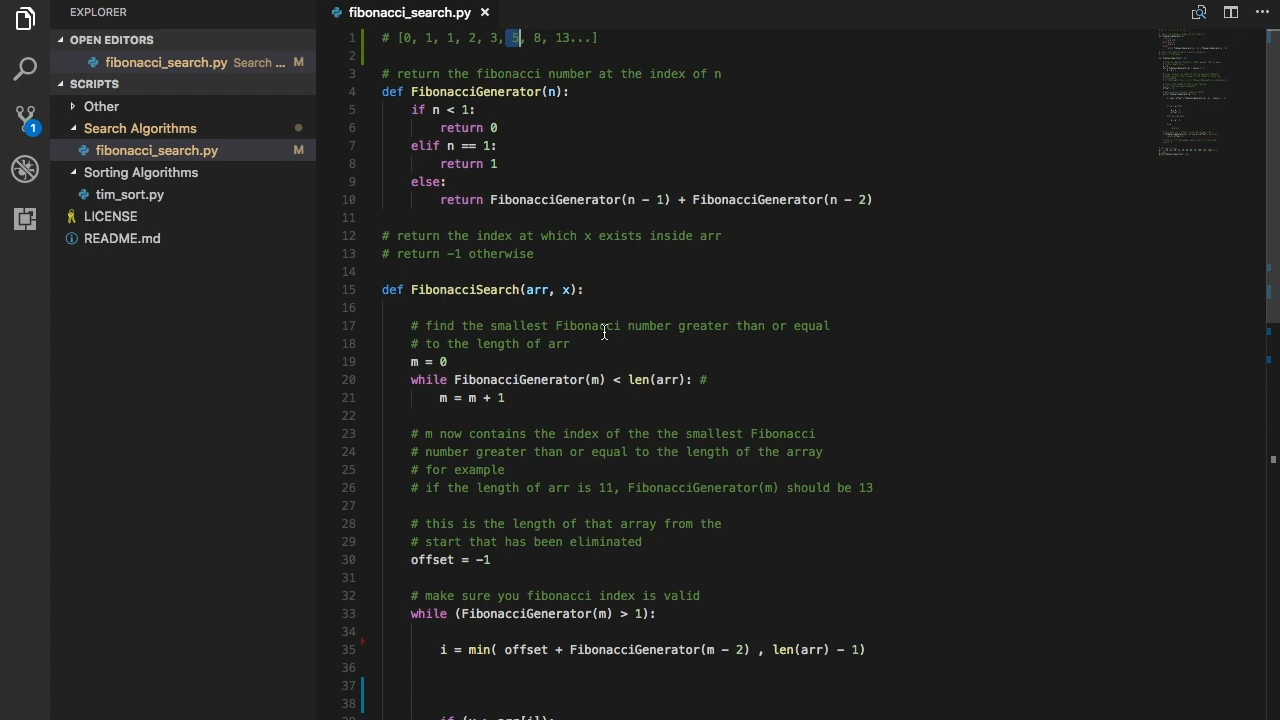 EXPLORER
OPEN EDITORS
fibonacci_search.py Search ... M
SCRIPTS
Other
Search Algorithms
fibonacci_search.py M
Sorting Algorithms
tim_sort.py
LICENSE
README.md
1
fibonacci_search.py ×
1 # [0, 1, 1, 2, 3, 5, 8, 13...]
2
3 # return the fibonacci number at the index of n
4 def FibonacciGenerator(n):
5 if n < 1:
6 return 0
7 elif n == 1:
8 return 1
9 else:
10 return FibonacciGenerator(n - 1) + FibonacciGenerator(n - 2)
11
12 # return the index at which x exists inside arr
13 # return -1 otherwise
14
15 def FibonacciSearch(arr, x):
16
17 # find the smallest Fibonacci number greater than or equal
18 # to the length of arr
19 m = 0
20 while FibonacciGenerator(m) < len(arr): #
21 m = m + 1
22
23 # m now contains the index of the the smallest Fibonacci
24 # number greater than or equal to the length of the array
25 # for example
26 # if the length of arr is 11, FibonacciGenerator(m) should be 13
27
28 # this is the length of that array from the
29 # start that has been eliminated
30 offset = -1
31
32 # make sure you fibonacci index is valid
33 while (FibonacciGenerator(m) > 1):
34
35 i = min( offset + FibonacciGenerator(m - 2) , len(arr) - 1)
36
37
38